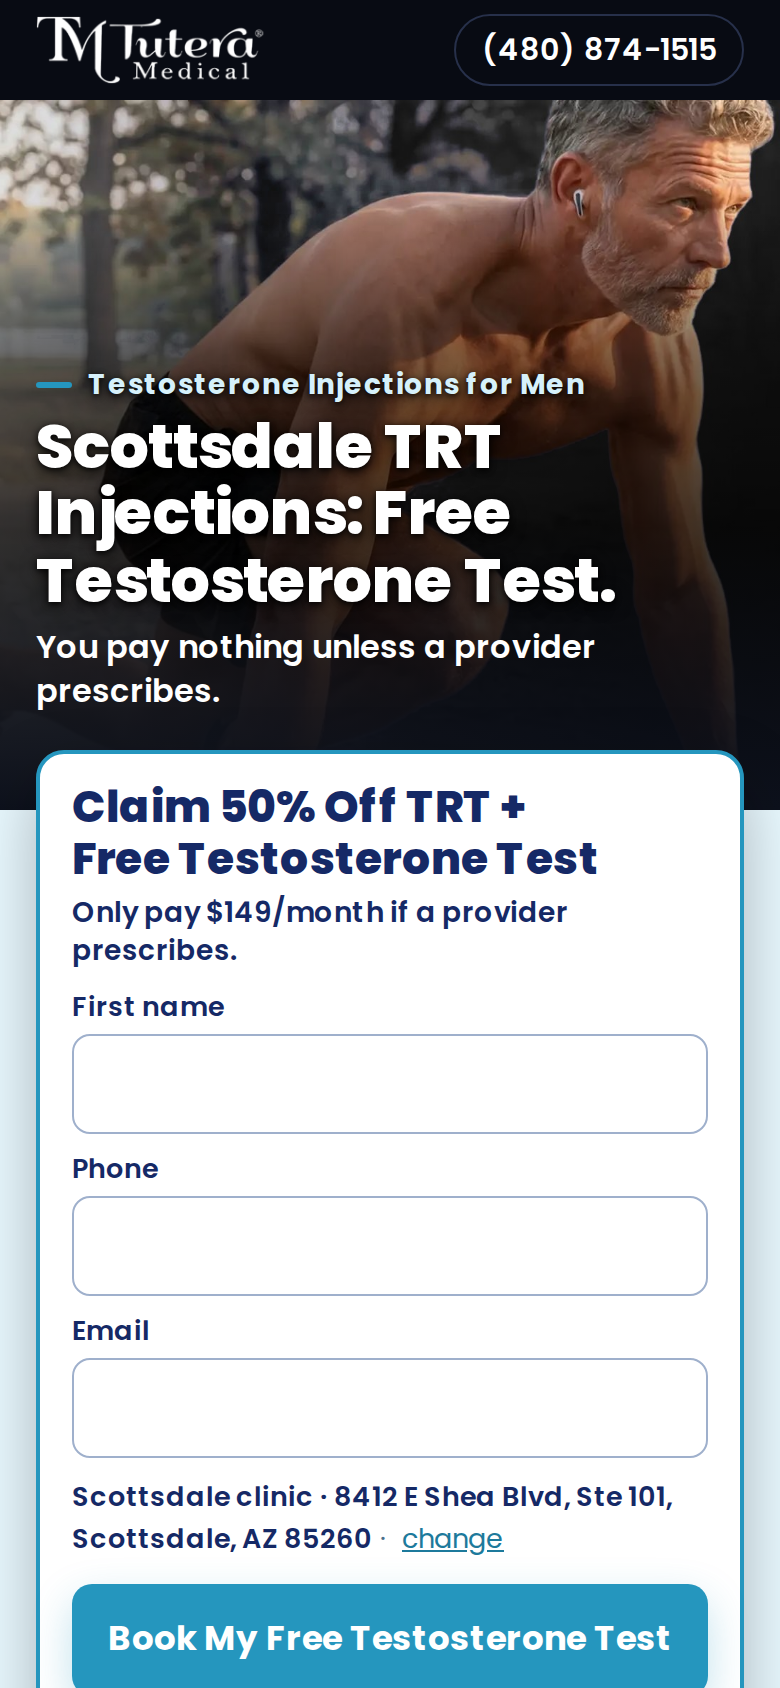 TM Tutera®
Medical
(480) 874-1515
Testosterone Injections for Men
Scottsdale TRT
Injections: Free
Testosterone Test.
You pay nothing unless a provider
prescribes.
Claim 50% Off TRT +
Free Testosterone Test
Only pay $149/month if a provider
prescribes.
First name
Phone
Email
Scottsdale clinic · 8412 E Shea Blvd, Ste 101,
Scottsdale, AZ 85260 · change
Book My Free Testosterone Test